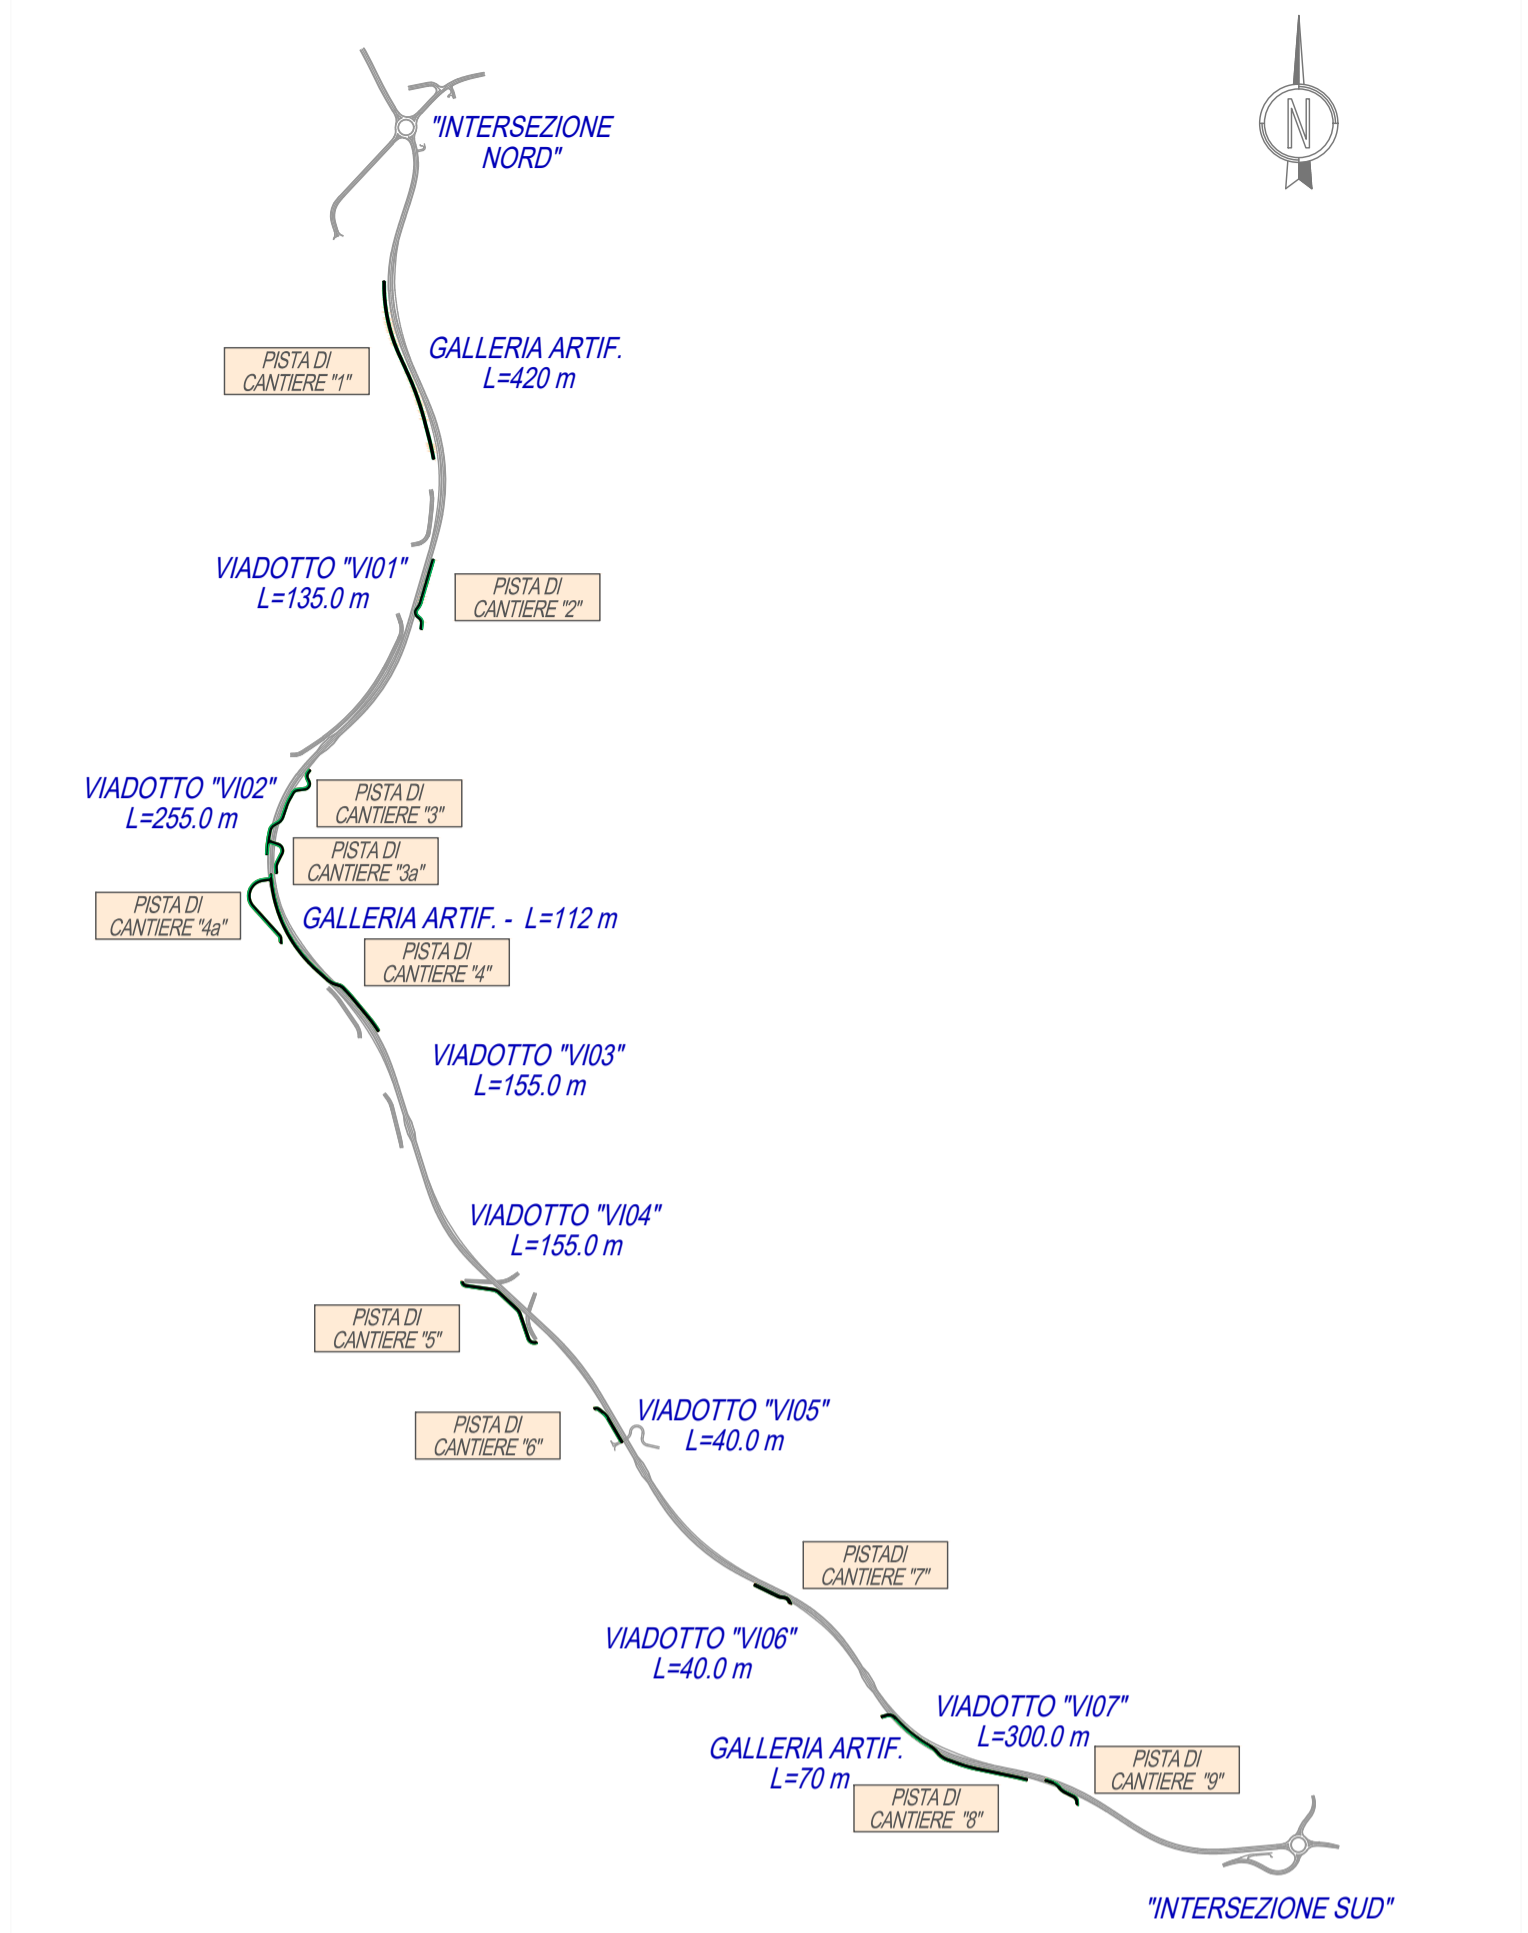 N
"INTERSEZIONE
NORD"
GALLERIA ARTIF.
L=420 m
PISTA DI
CANTIERE "1"
VIADOTTO "VI01"
L=135.0 m
PISTA DI
CANTIERE "2"
VIADOTTO "VI02"
L=255.0 m
PISTA DI
CANTIERE "3"
PISTA DI
CANTIERE "3a"
PISTA DI
CANTIERE "4a"
GALLERIA ARTIF. - L=112 m
PISTA DI
CANTIERE "4"
VIADOTTO "VI03"
L=155.0 m
VIADOTTO "VI04"
L=155.0 m
PISTA DI
CANTIERE "5"
VIADOTTO "VI05"
L=40.0 m
PISTA DI
CANTIERE "6"
PISTADI
CANTIERE "7"
VIADOTTO "VI06"
L=40.0 m
VIADOTTO "VI07"
L=300.0 m
GALLERIA ARTIF.
L=70 m
PISTA DI
CANTIERE "9"
PISTA DI
CANTIERE "8"
"INTERSEZIONE SUD"